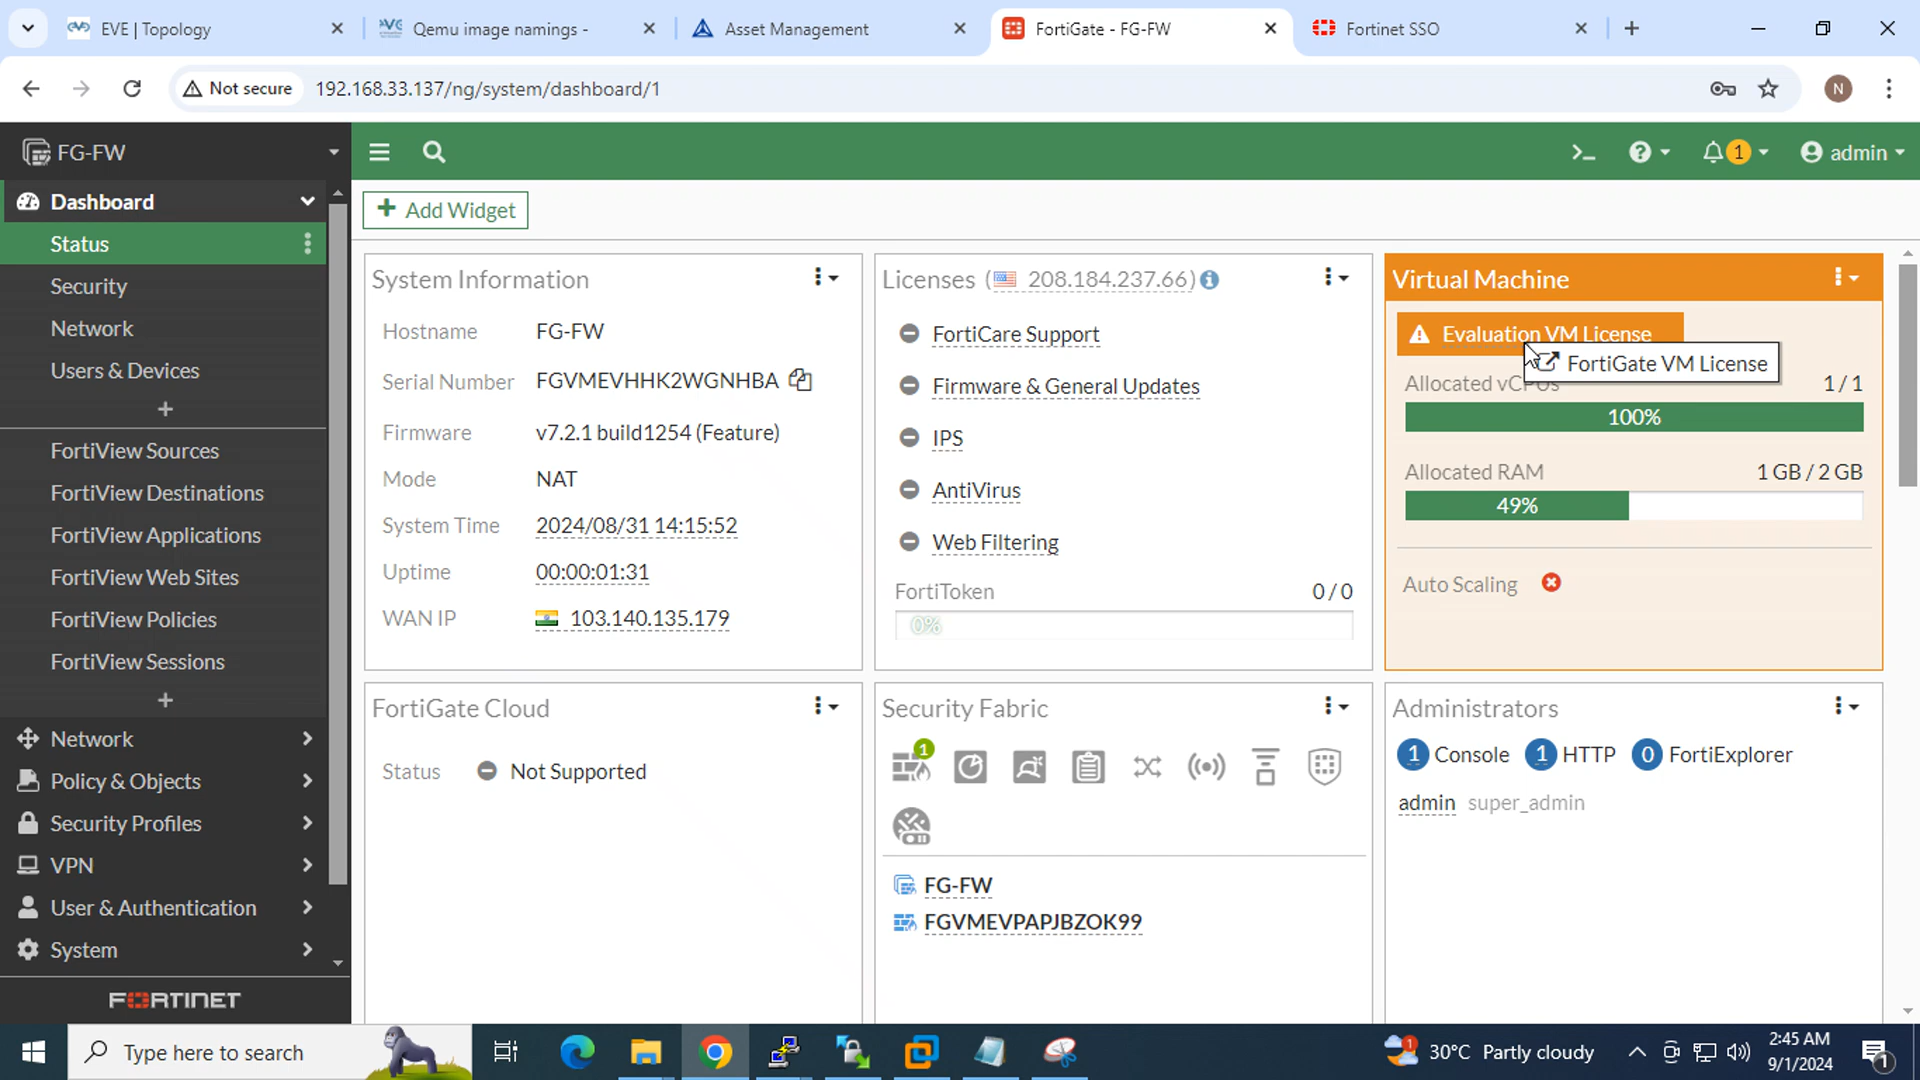 EVE | Topology
Qemu image namings -
Asset Management
FortiGate - FG-FW
Fortinet SSO
Not secure
192.168.33.137/ng/system/dashboard/1
N
FG-FW
1
admin
Dashboard
Status
Security
Network
Users & Devices
FortiView Sources
FortiView Destinations
FortiView Applications
FortiView Web Sites
FortiView Policies
FortiView Sessions
Network
Policy & Objects
Security Profiles
VPN
User & Authentication
System
FORTINET
Add Widget
System Information
Hostname FG-FW
Serial Number FGVMEVHHK2WGNHBA
Firmware v7.2.1 build1254 (Feature)
Mode NAT
System Time 2024/08/31 14:15:52
Uptime 00:00:01:31
WAN IP 103.140.135.179
Licenses (208.184.237.66)
FortiCare Support
Firmware & General Updates
IPS
AntiVirus
Web Filtering
FortiToken 0 / 0
0%
Virtual Machine
Evaluation VM License
FortiGate VM License
Allocated vCPUs 1 / 1
100%
Allocated RAM 1 GB / 2 GB
49%
Auto Scaling
FortiGate Cloud
Status Not Supported
Security Fabric
1
FG-FW
FGVMEVPAPJBZOK99
Administrators
1 Console 1 HTTP 0 FortiExplorer
admin super_admin
Type here to search
1
30°C Partly cloudy
2:45 AM
9/1/2024
1